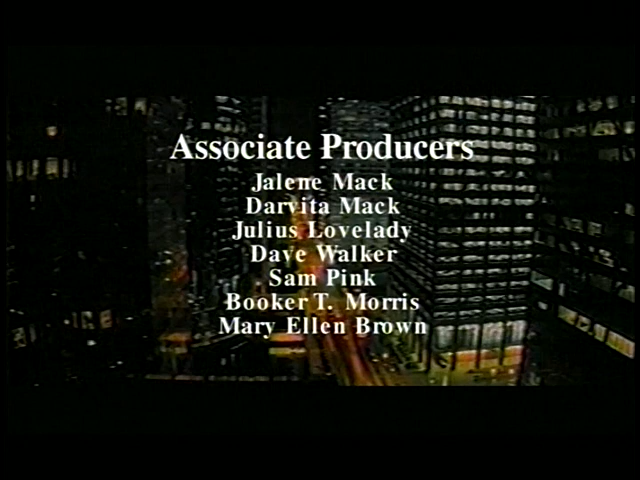 Associate Producers
Jalene Mack
Darvita Mack
Julius Lovelady
Dave Walker
Sam Pink
Booker T. Morris
Mary Ellen Brown